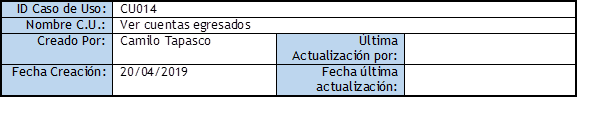 ID Caso de Uso: CU014
Nombre C.U.: Ver cuentas egresados
Creado Por: Camilo Tapasco Última
Actualización por:
Fecha Creación: 20/04/2019 Fecha última
actualización: